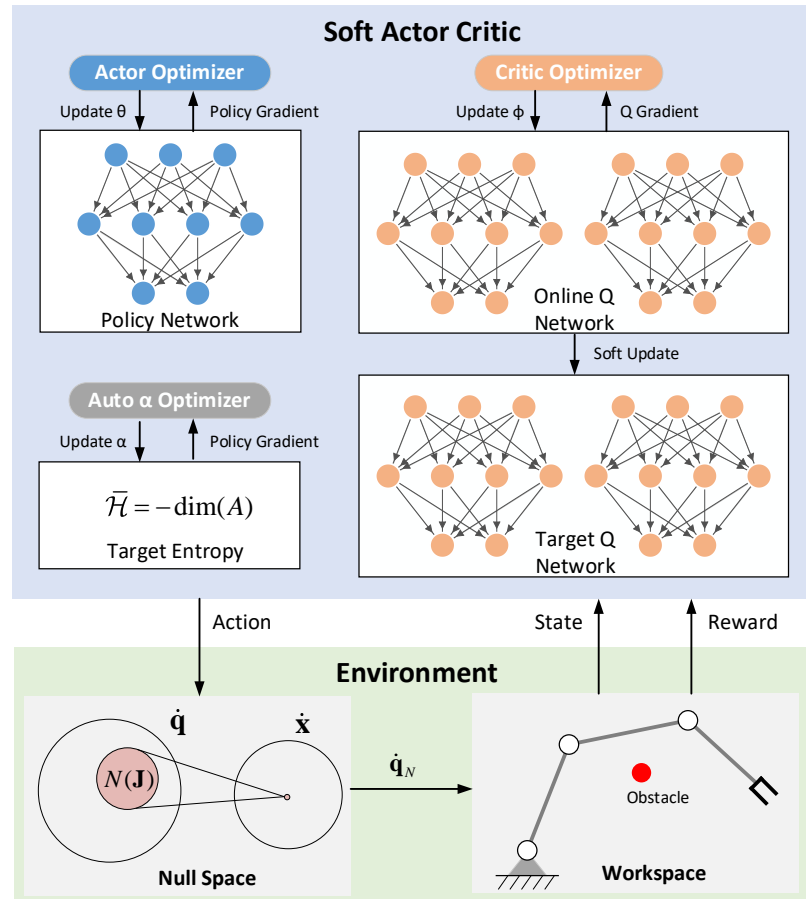 Soft Actor Critic
Actor Optimizer
Critic Optimizer
Update θ
Policy Gradient
Update ϕ
Q Gradient
Policy Network
Online Q
Network
Soft Update
Auto α Optimizer
Update α
Policy Gradient
$\bar{\mathcal{H}} = -\dim(A)$
Target Entropy
Target Q
Network
Action
State
Reward
Environment
q̇
ẋ
N(J)
q̇_N
Obstacle
Null Space
Workspace